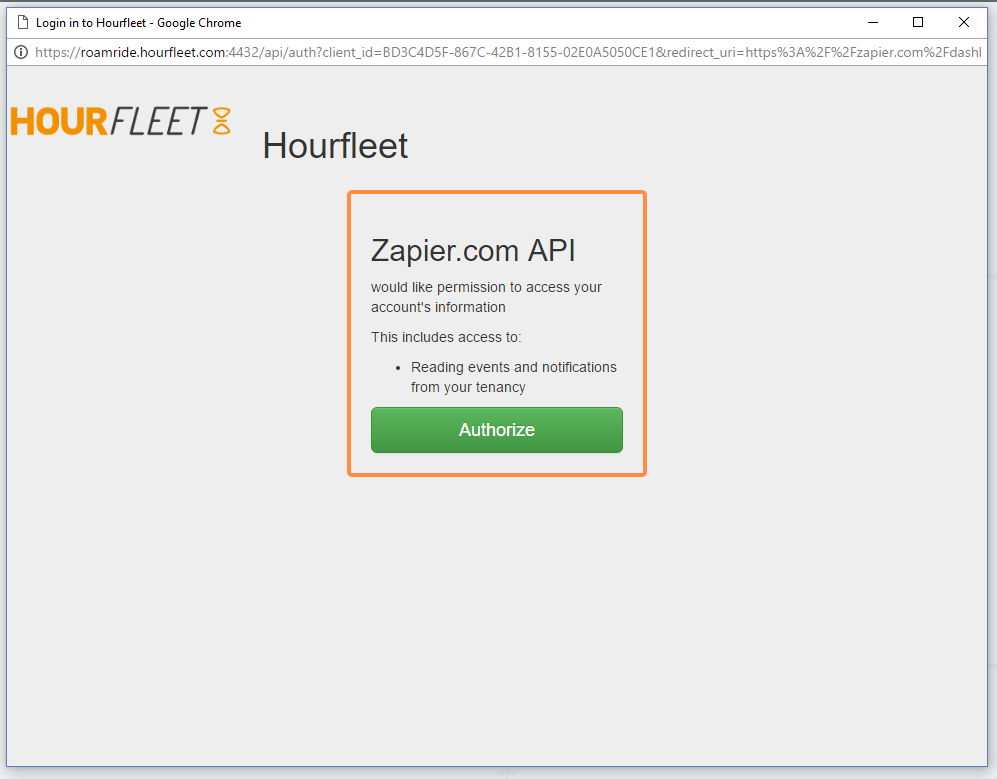 Login in to Hourfleet - Google Chrome
https://roamride.hourfleet.com:4432/api/auth?client_id=BD3C4D5F-867C-42B1-8155-02E0A5050CE1&redirect_uri=https%3A%2F%2Fzapier.com%2Fdashl
HOURFLEET
Hourfleet
Zapier.com API
would like permission to access your
account's information
This includes access to:
• Reading events and notifications
from your tenancy
Authorize